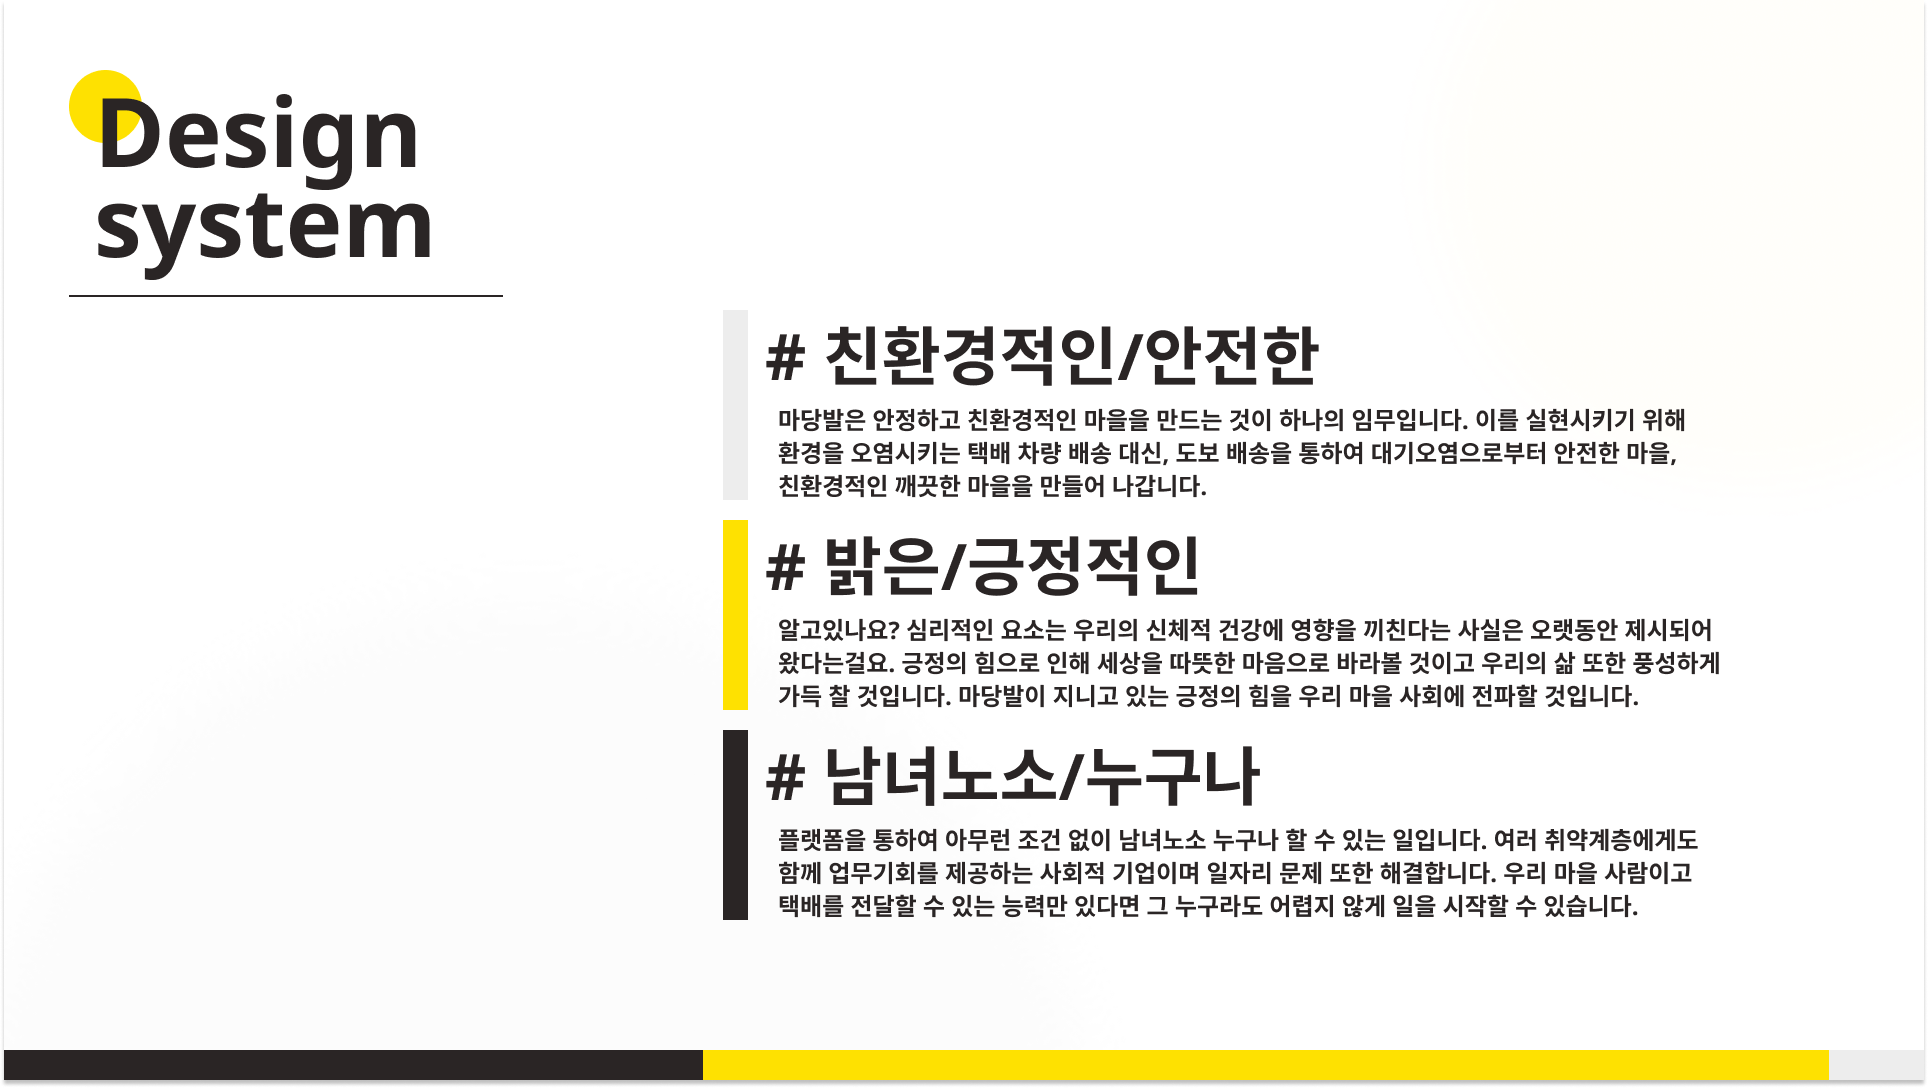 Design
system
# 친환경적인/안전한
마당발은 안정하고 친환경적인 마을을 만드는 것이 하나의 임무입니다. 이를 실현시키기 위해
환경을 오염시키는 택배 차량 배송 대신, 도보 배송을 통하여 대기오염으로부터 안전한 마을,
친환경적인 깨끗한 마을을 만들어 나갑니다.
# 밝은/긍정적인
알고있나요? 심리적인 요소는 우리의 신체적 건강에 영향을 끼친다는 사실은 오랫동안 제시되어
왔다는걸요. 긍정의 힘으로 인해 세상을 따뜻한 마음으로 바라볼 것이고 우리의 삶 또한 풍성하게
가득 찰 것입니다. 마당발이 지니고 있는 긍정의 힘을 우리 마을 사회에 전파할 것입니다.
# 남녀노소/누구나
플랫폼을 통하여 아무런 조건 없이 남녀노소 누구나 할 수 있는 일입니다. 여러 취약계층에게도
함께 업무기회를 제공하는 사회적 기업이며 일자리 문제 또한 해결합니다. 우리 마을 사람이고
택배를 전달할 수 있는 능력만 있다면 그 누구라도 어렵지 않게 일을 시작할 수 있습니다.